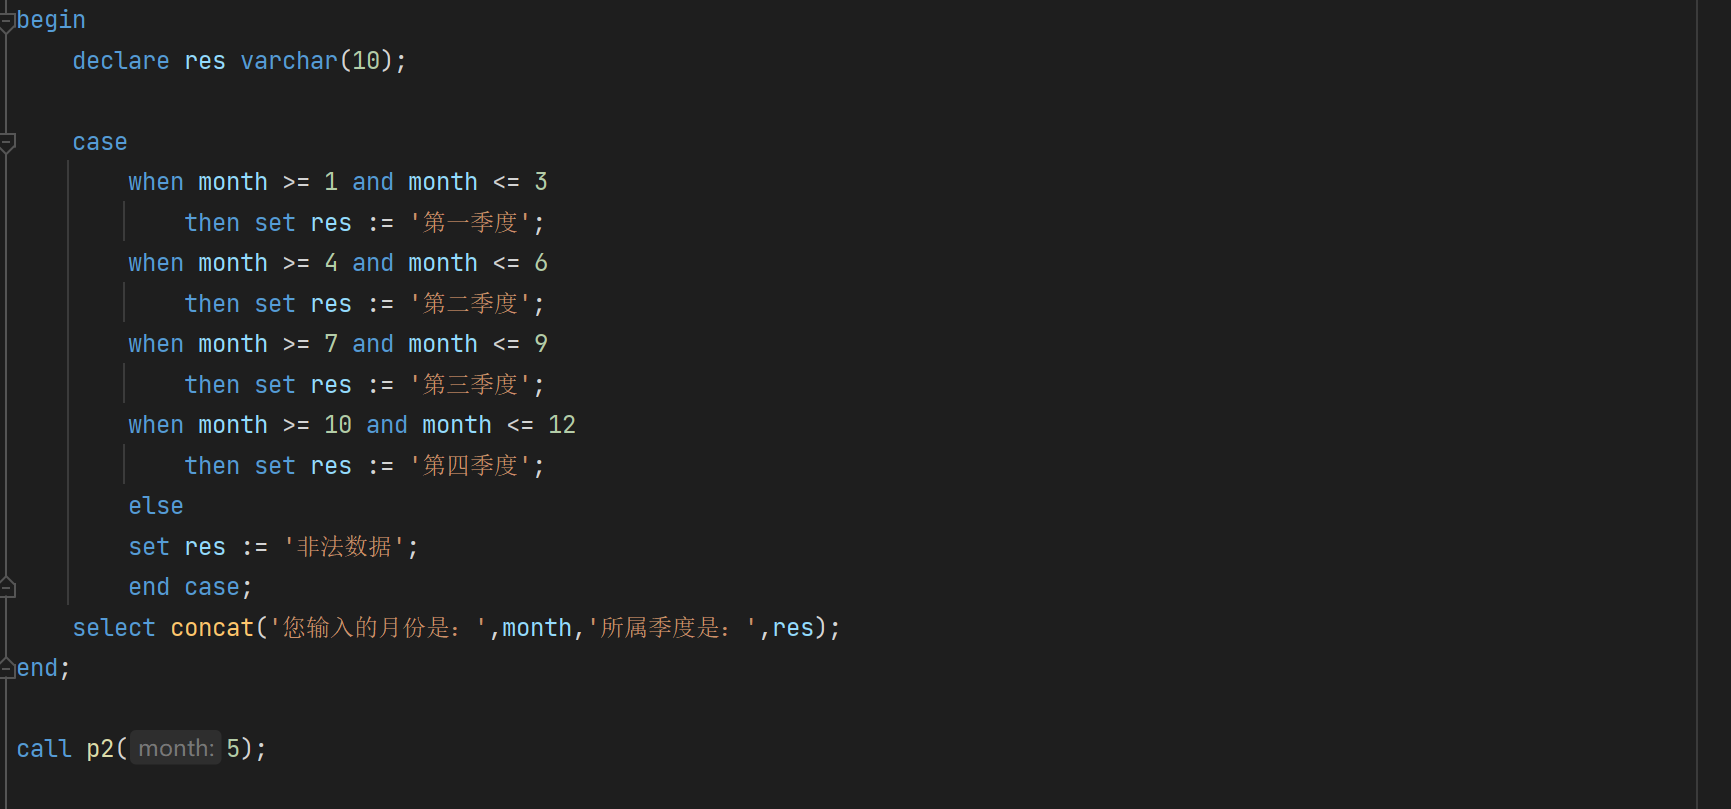 begin
    declare res varchar(10);
    case
        when month >= 1 and month <= 3
            then set res := '第一季度';
        when month >= 4 and month <= 6
            then set res := '第二季度';
        when month >= 7 and month <= 9
            then set res := '第三季度';
        when month >= 10 and month <= 12
            then set res := '第四季度';
        else
        set res := '非法数据';
        end case;
    select concat('您输入的月份是：',month,'所属季度是：',res);
end;
call p2( month: 5);